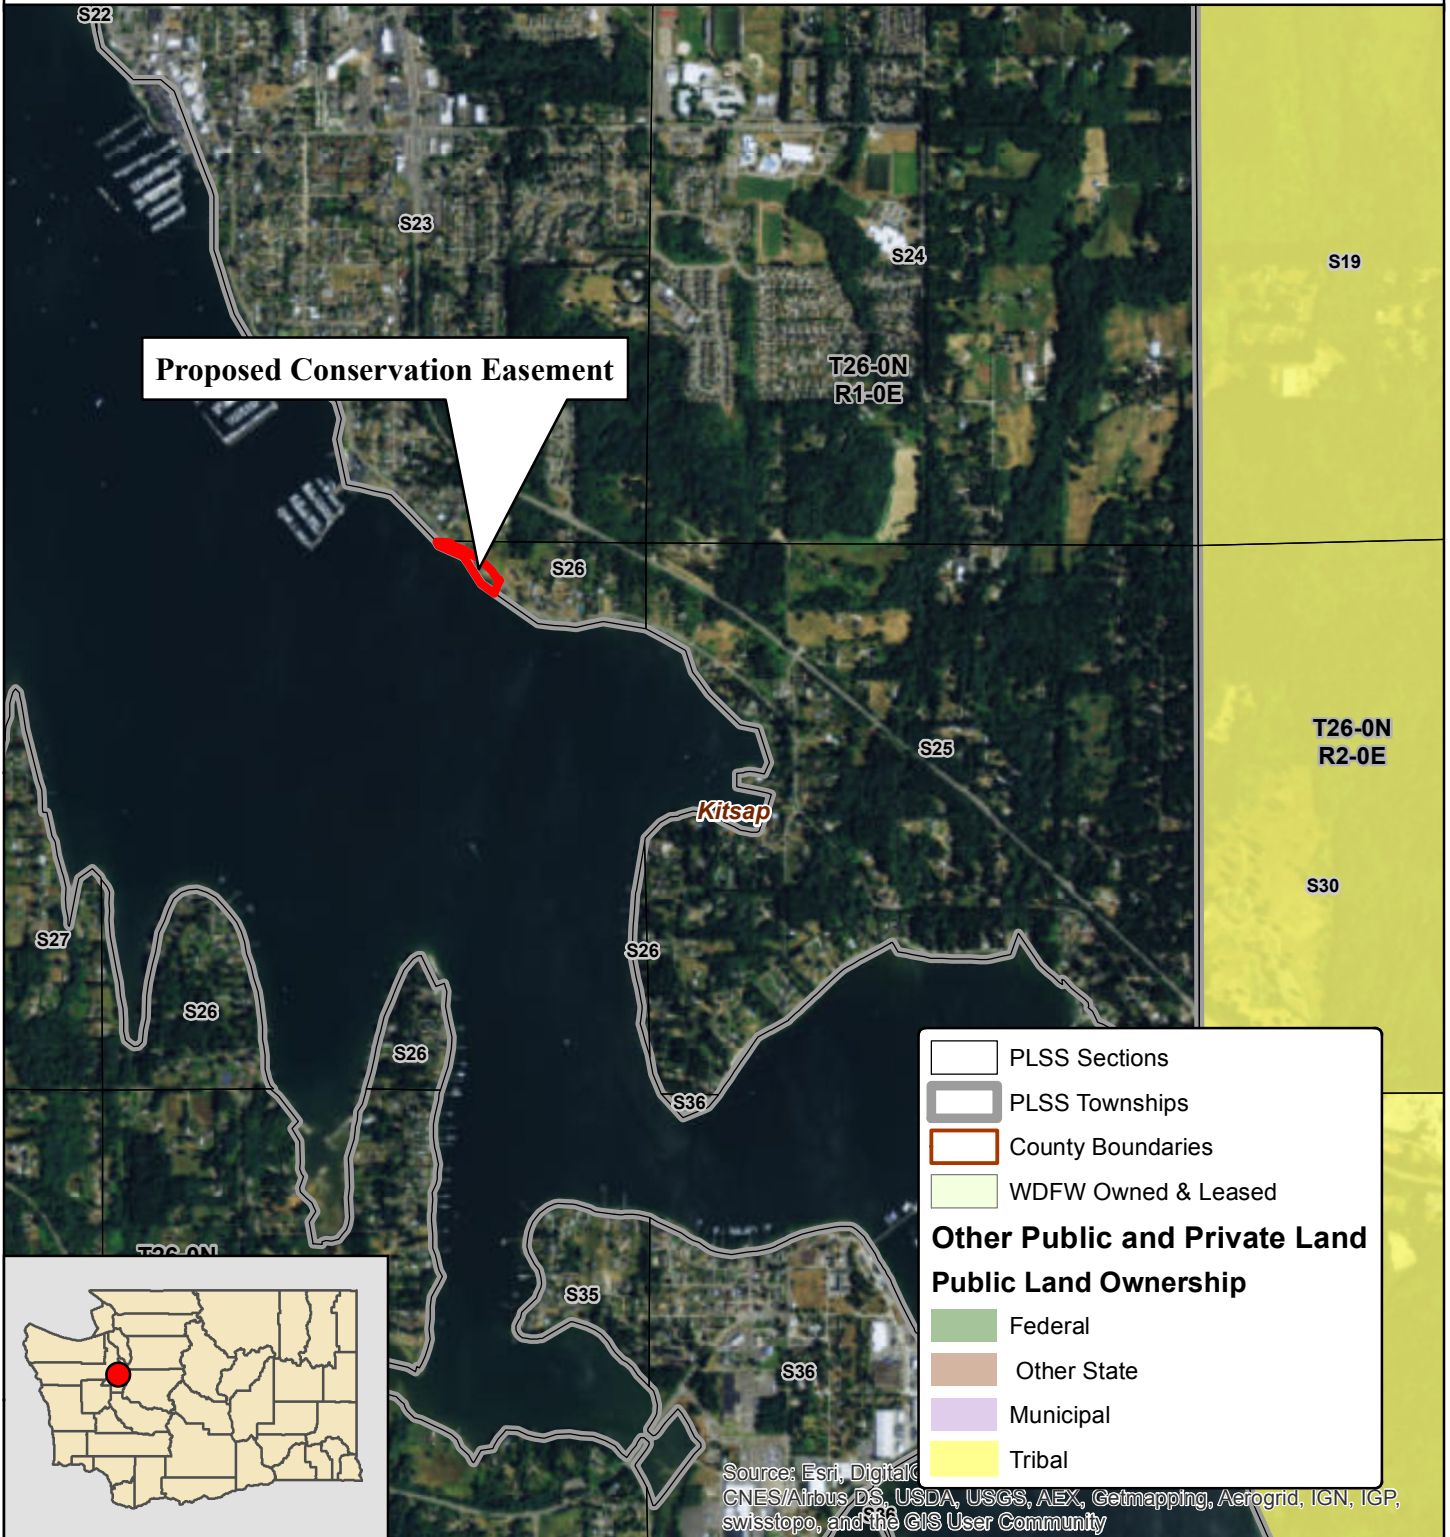 S22
S23
S24
S19
Proposed Conservation Easement
T26-0N
R1-0E
S26
T26-0N
R2-0E
S25
Kitsap
S30
S27
S26
S26
S26
S36
T26-0N
S35
S36
PLSS Sections
PLSS Townships
County Boundaries
WDFW Owned & Leased
Other Public and Private Land
Public Land Ownership
Federal
Other State
Municipal
Tribal
Source: Esri,
CNES/Airbus DS, USDA, USGS, AEX, Getmapping, Aerogrid, IGN, IGP,
swisstopo, and the GIS User Community
S36